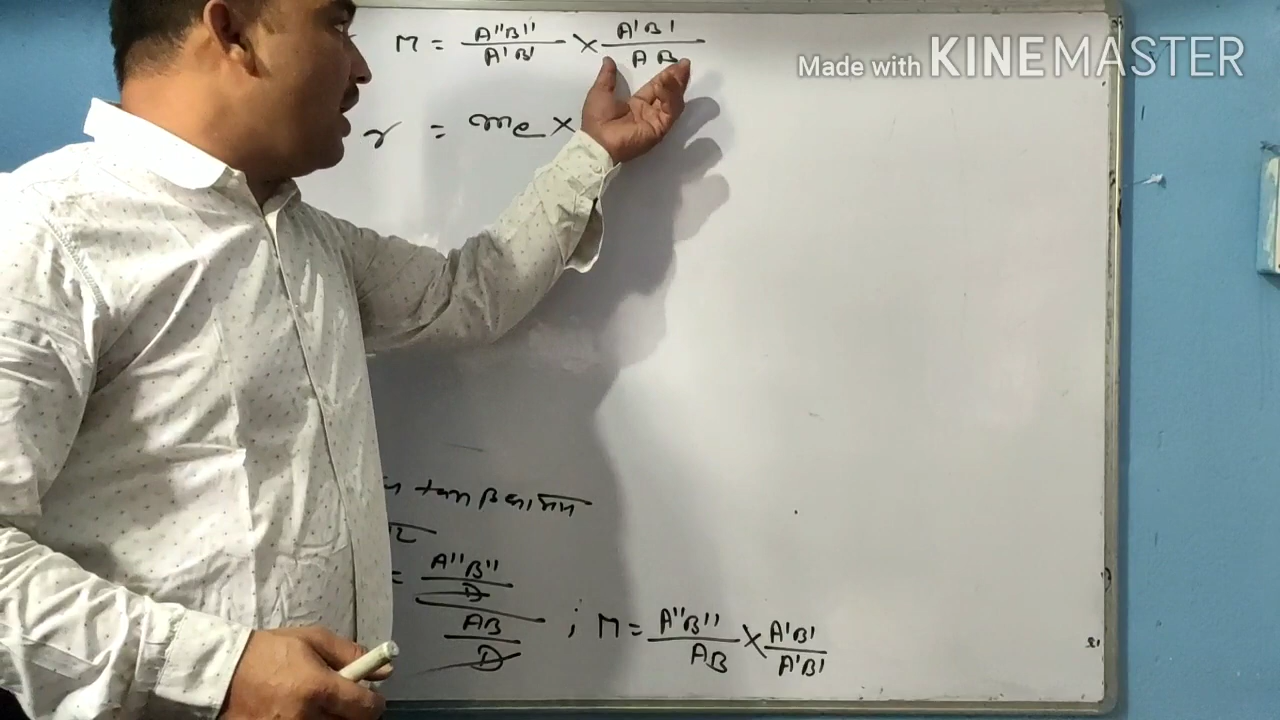 M = A''B''/A'B' × A'B'/AB
Made with KINEMASTER
γ = me ×
tan β का मान
= A''B''/D / AB/D ; M = A''B''/AB × A'B'/A'B'